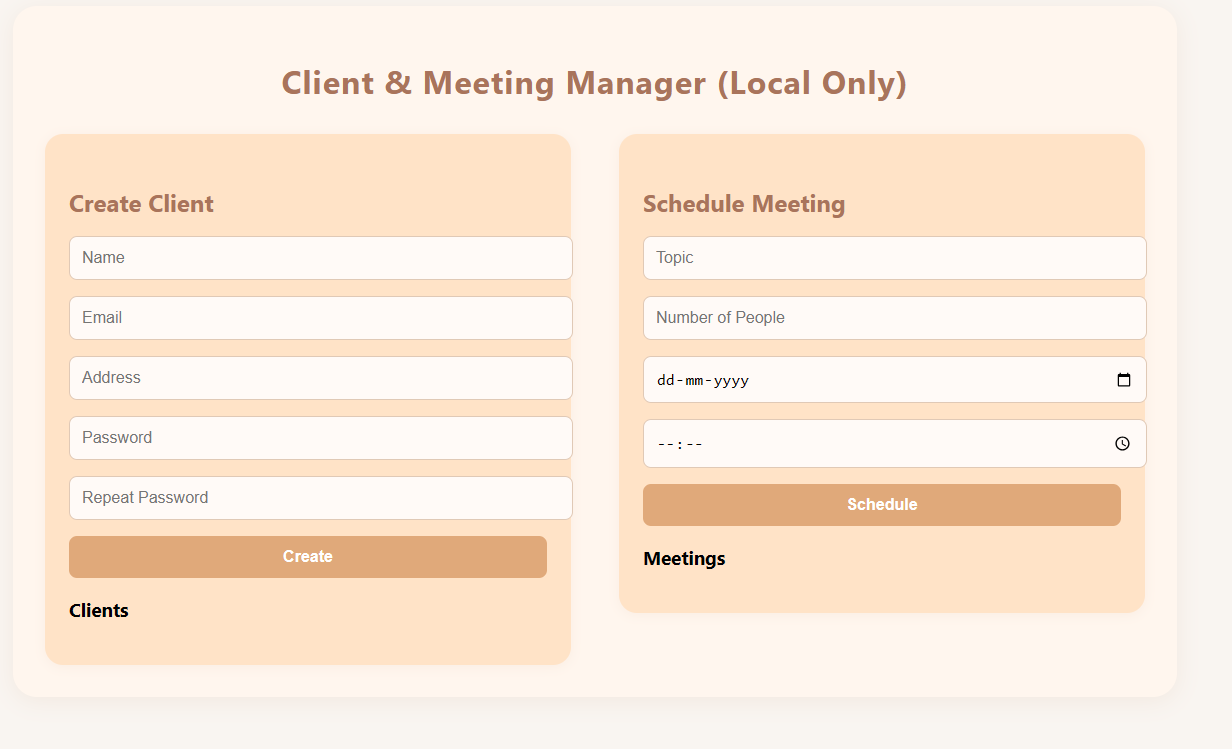 Client & Meeting Manager (Local Only)
Create Client
Name
Email
Address
Password
Repeat Password
Create
Clients
Schedule Meeting
Topic
Number of People
dd-mm-yyyy
--:--
Schedule
Meetings